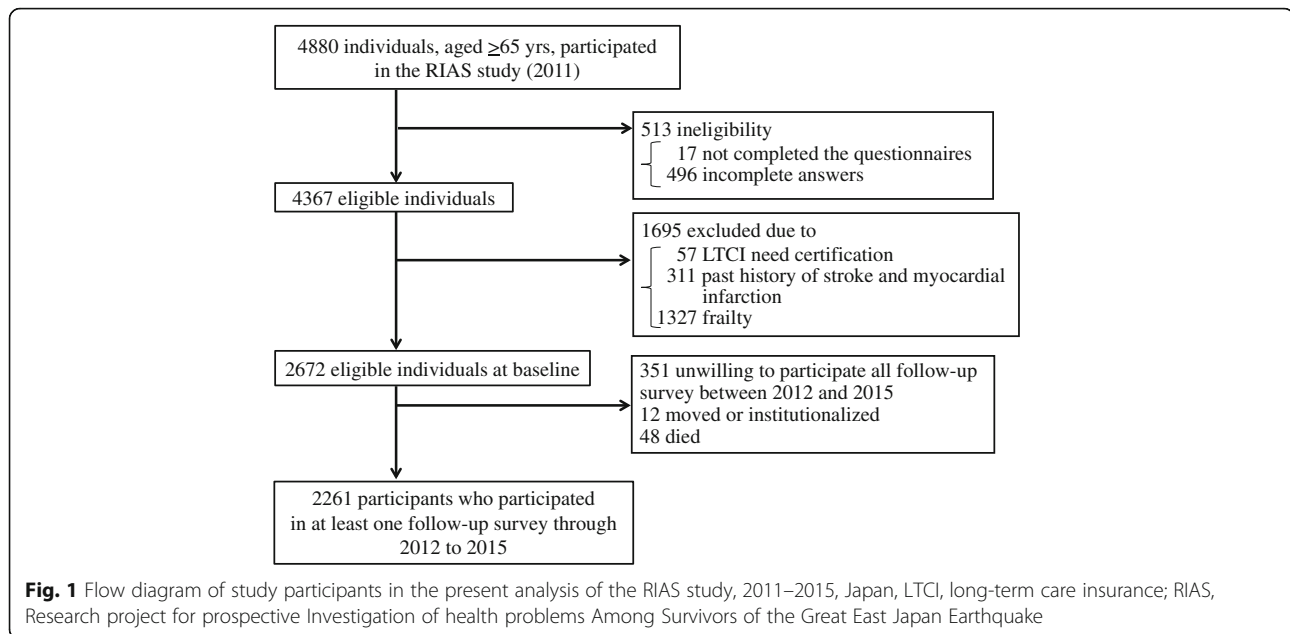 4880 individuals, aged ≥65 yrs, participated
in the RIAS study (2011)
513 ineligibility
17 not completed the questionnaires
496 incomplete answers
4367 eligible individuals
1695 excluded due to
57 LTCI need certification
311 past history of stroke and myocardial
infarction
1327 frailty
2672 eligible individuals at baseline
351 unwilling to participate all follow-up
survey between 2012 and 2015
12 moved or institutionalized
48 died
2261 participants who participated
in at least one follow-up survey through
2012 to 2015
Fig. 1 Flow diagram of study participants in the present analysis of the RIAS study, 2011–2015, Japan, LTCI, long-term care insurance; RIAS,
Research project for prospective Investigation of health problems Among Survivors of the Great East Japan Earthquake